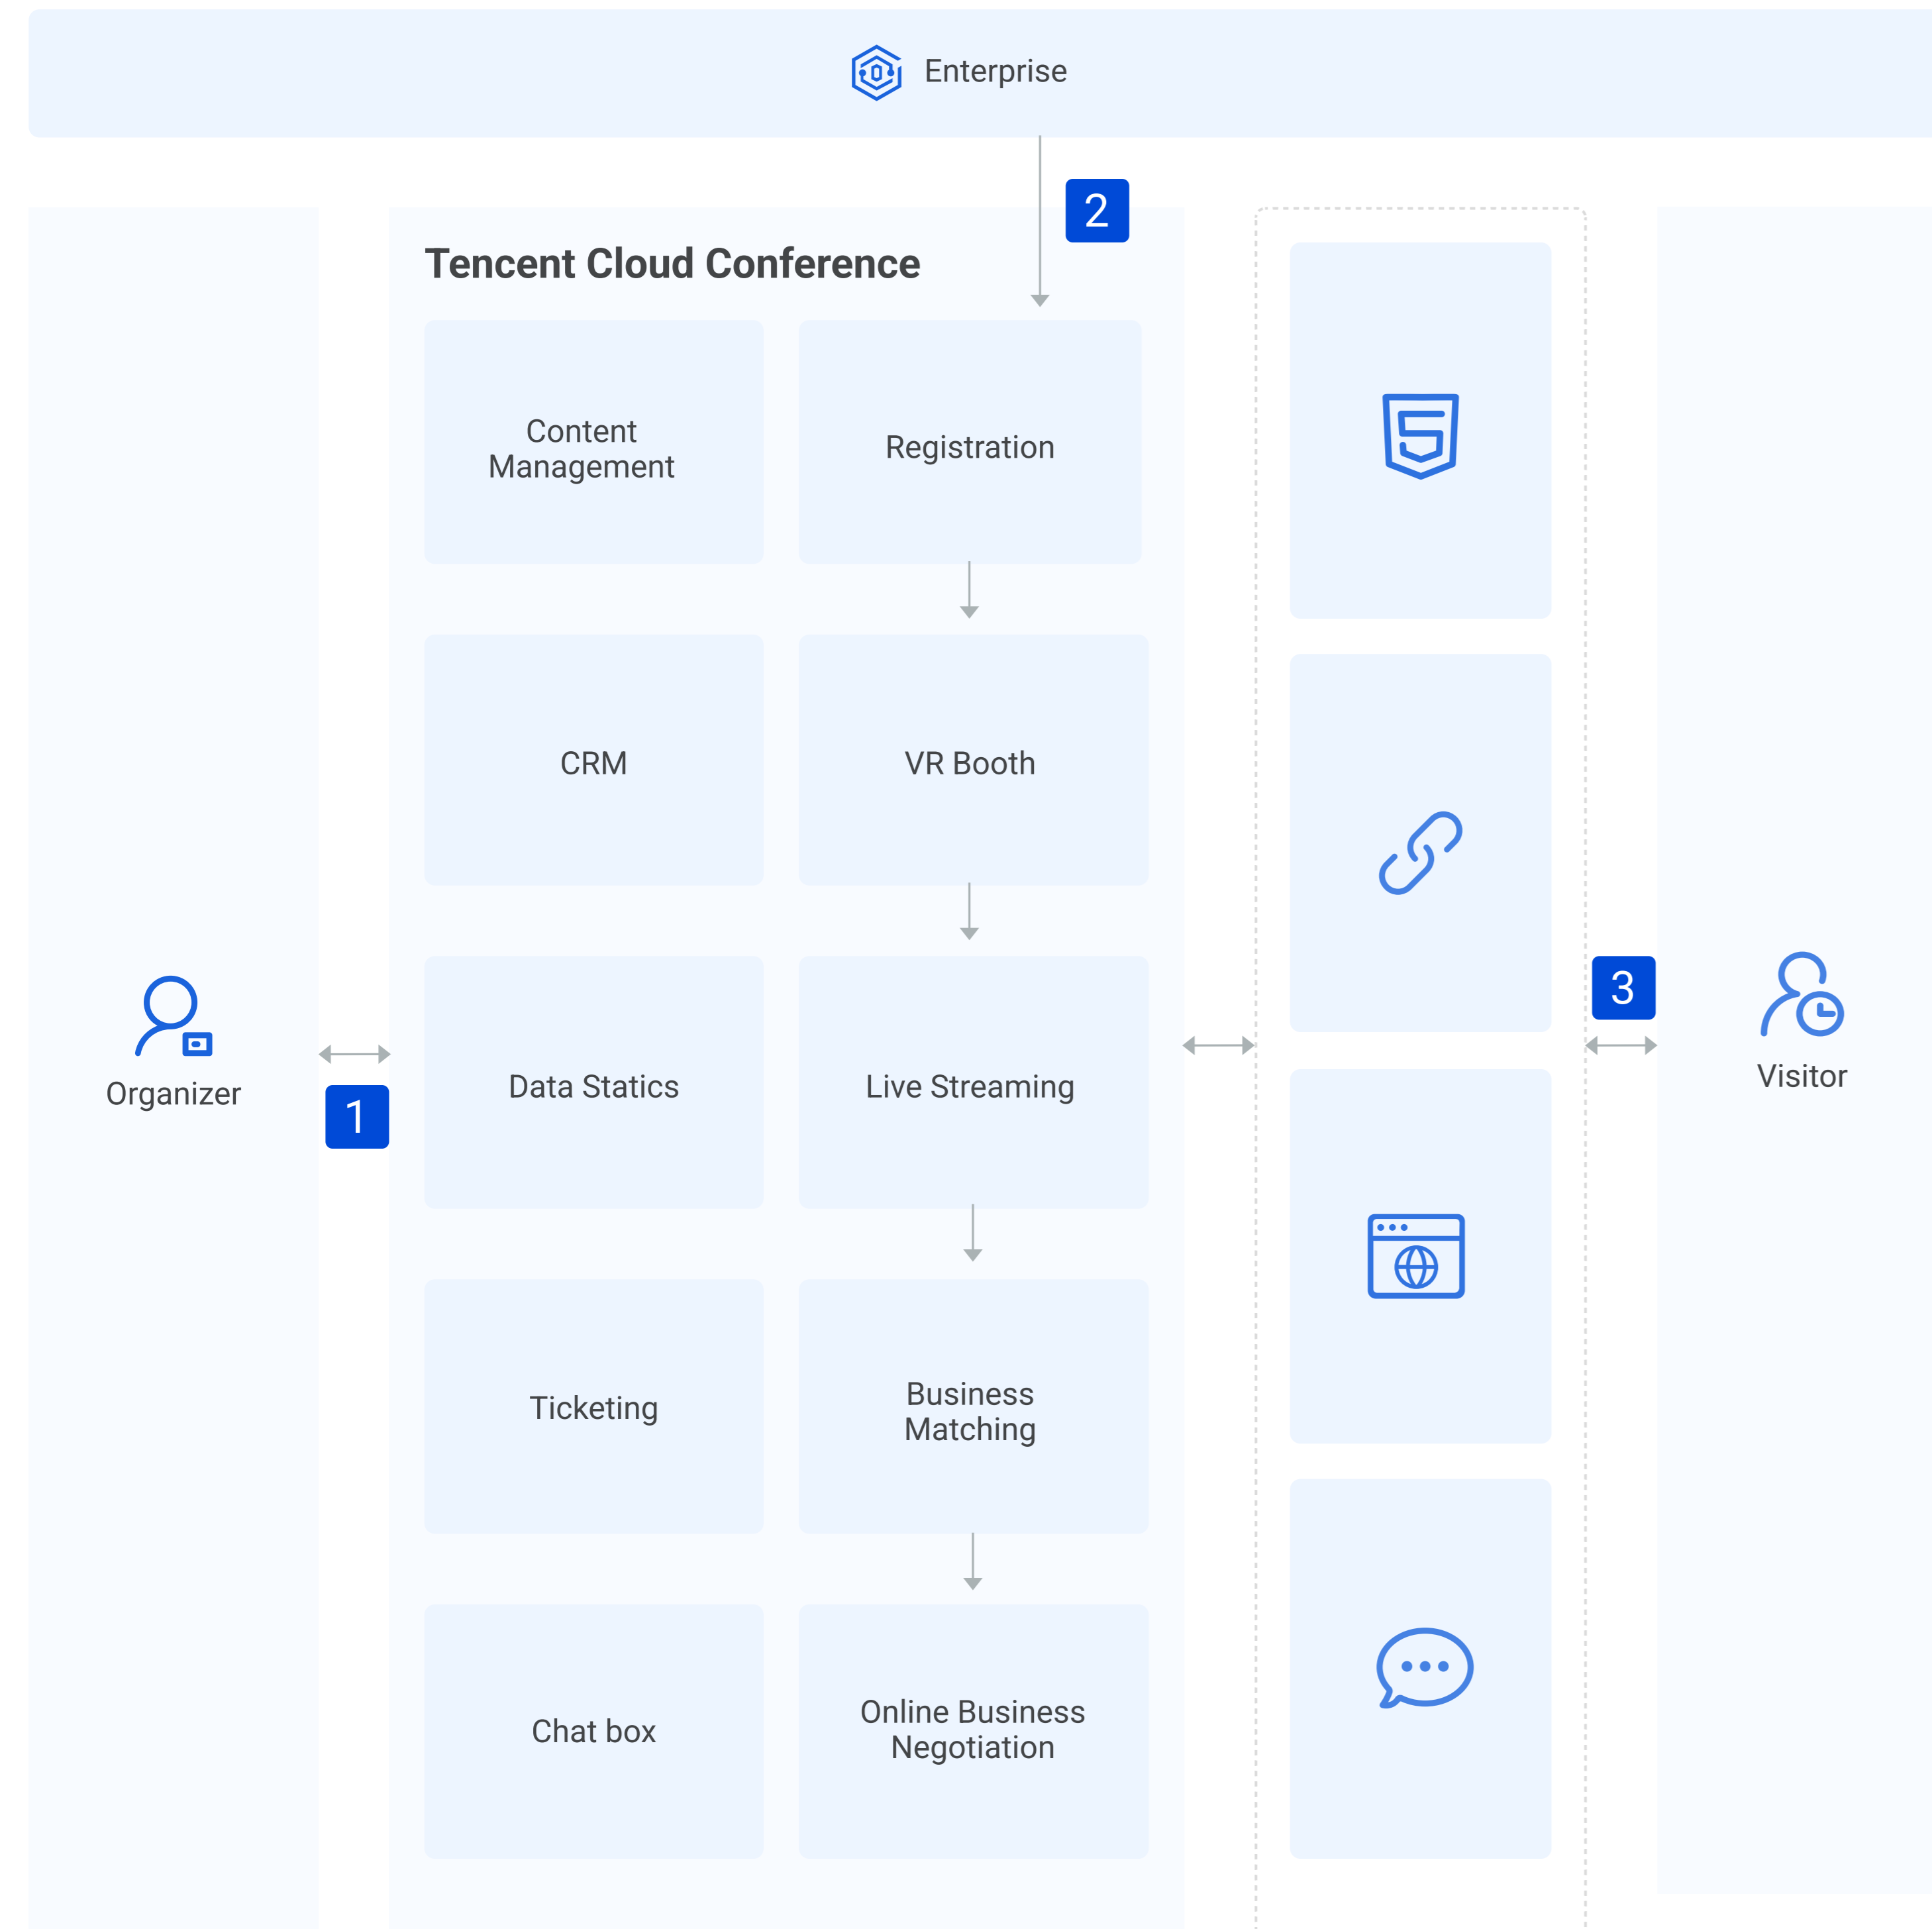 Enterprise
2
Tencent Cloud Conference
Content
Management
Registration
CRM
VR Booth
Organizer
1
Data Statics
Live Streaming
3
Visitor
Ticketing
Business
Matching
Chat box
Online Business
Negotiation